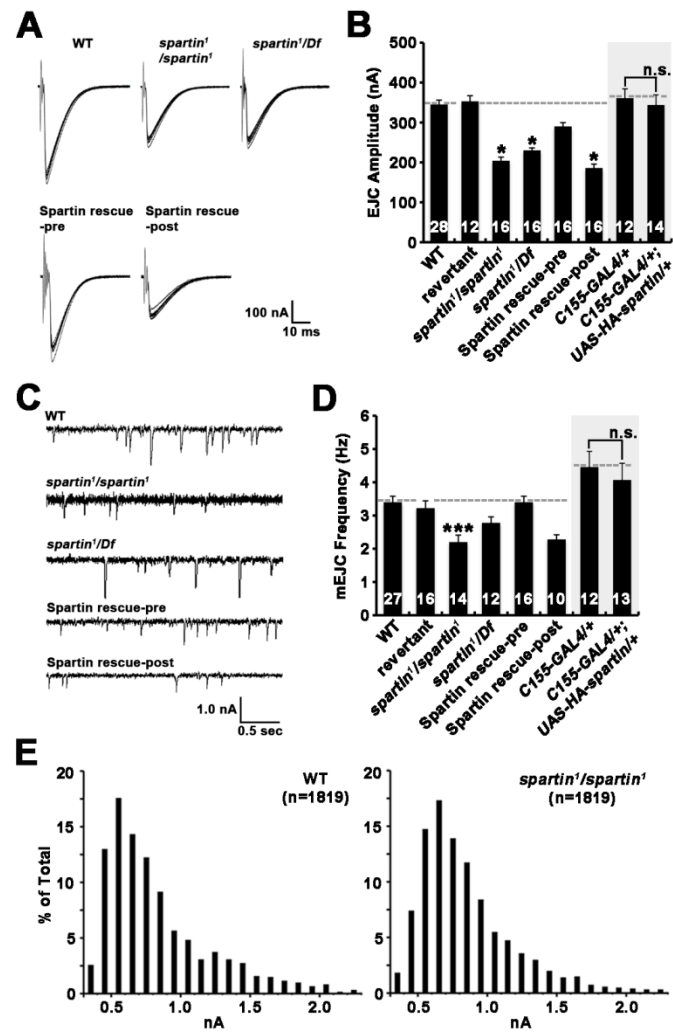 A
WT
spartin¹
/spartin¹
spartin¹/Df
Spartin rescue
-pre
Spartin rescue
-post
100 nA
10 ms
B
EJC Amplitude (nA)
500
400
300
200
100
0
n.s.
*
*
*
28
12
16
16
16
16
12
14
WT
revertant
spartin¹/spartin¹
spartin¹/Df
Spartin rescue-pre
Spartin rescue-post
C155-GAL4/+
C155-GAL4/+;
UAS-HA-spartin/+
C
WT
spartin¹/spartin¹
spartin¹/Df
Spartin rescue-pre
Spartin rescue-post
1.0 nA
0.5 sec
D
mEJC Frequency (Hz)
6
5
4
3
2
1
0
n.s.
***
27
16
14
12
16
10
12
13
WT
revertant
spartin¹/spartin¹
spartin¹/Df
Spartin rescue-pre
Spartin rescue-post
C155-GAL4/+
C155-GAL4/+;
UAS-HA-spartin/+
E
% of Total
20
15
10
5
0
WT
(n=1819)
0.5
1.0
1.5
2.0
nA
20
15
10
5
0
spartin¹/spartin¹
(n=1819)
0.5
1.0
1.5
2.0
nA